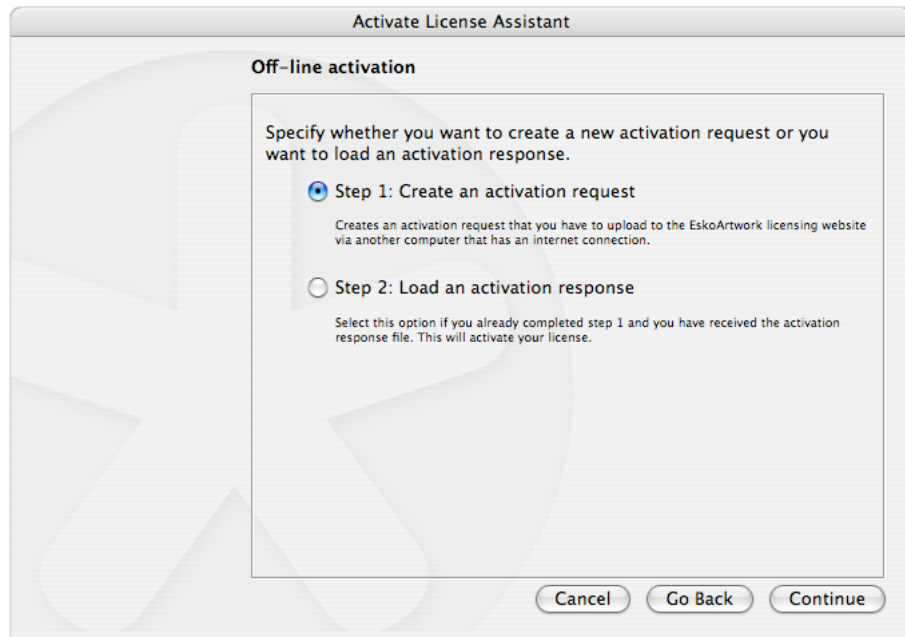 Activate License Assistant
Off-line activation
Specify whether you want to create a new activation request or you
want to load an activation response.
Step 1: Create an activation request
Creates an activation request that you have to upload to the EskoArtwork licensing website
via another computer that has an internet connection.
Step 2: Load an activation response
Select this option if you already completed step 1 and you have received the activation
response file. This will activate your license.
Cancel Go Back Continue